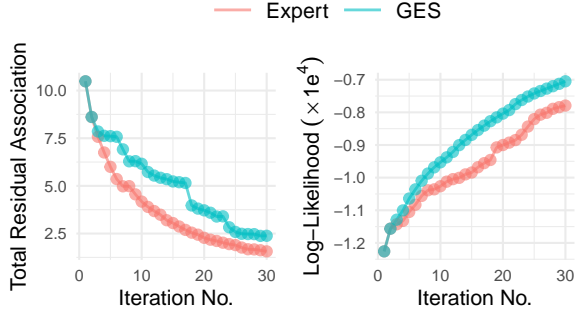 Expert GES
Total Residual Association
10.0
7.5
5.0
2.5
0 10 20 30
Iteration No.
Log−Likelihood (×1e⁴)
−0.7
−0.8
−0.9
−1.0
−1.1
−1.2
0 10 20 30
Iteration No.